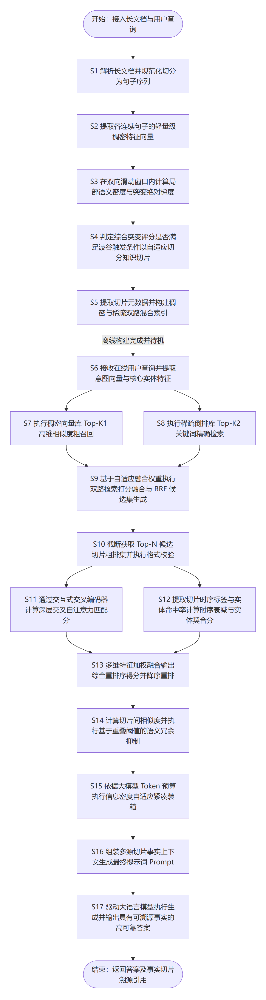 开始：接入长文档与用户查
询
S1 解析长文档并规范化切分
为句子序列
S2 提取各连续句子的轻量级
稠密特征向量
S3 在双向滑动窗口内计算局
部语义密度与突变绝对梯度
S4 判定综合突变评分是否满
足波谷触发条件以自适应切
分知识切片
S5 提取切片元数据并构建稠
密与稀疏双路混合索引
离线构建完成并待机
S6 接收在线用户查询并提取
意图向量与核心实体特征
S7 执行稠密向量库 Top-K1
高维相似度粗召回
S8 执行稀疏倒排库 Top-K2
关键词精确检索
S9 基于自适应融合权重执行
双路检索打分融合与 RRF 候
选集生成
S10 截断获取 Top-N 候选
切片粗排集并执行格式校验
S11 通过交互式交叉编码器
计算深层交叉自注意力匹配
分
S12 提取切片时序标签与实
体命中率计算时序衰减与实
体契合分
S13 多维特征加权融合输出
综合重排序得分并降序重排
S14 计算切片间相似度并执
行基于重叠阈值的语义冗余
抑制
S15 依据大模型 Token 预算
执行信息密度自适应紧凑装
箱
S16 组装多源切片事实上下
文生成最终提示词 Prompt
S17 驱动大语言模型执行生
成并输出具有可溯源事实的
高可靠答案
结束：返回答案及事实切片
溯源引用